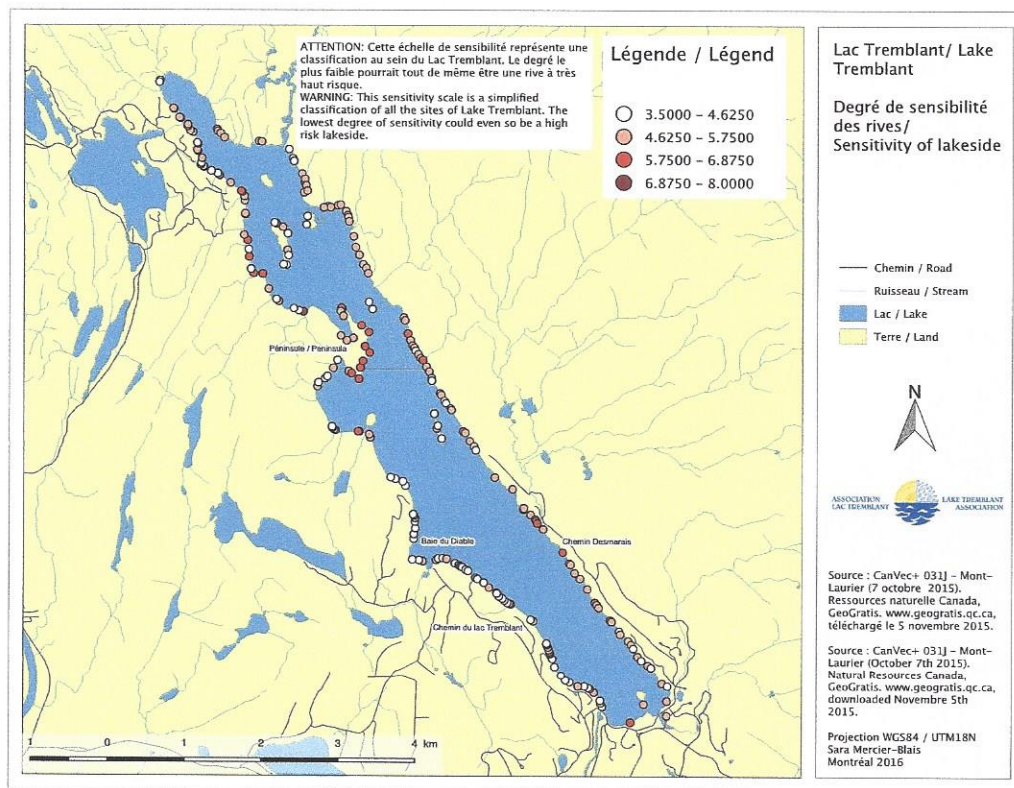 ATTENTION: Cette échelle de sensibilité représente une
classification au sein du Lac Tremblant. Le degré le
plus faible pourrait tout de même être une rive à très
haut risque.
WARNING: This sensitivity scale is a simplified
classification of all the sites of Lake Tremblant. The
lowest degree of sensitivity could even so be a high
risk lakeside.
Légende / Légend
3.5000 - 4.6250
4.6250 - 5.7500
5.7500 - 6.8750
6.8750 - 8.0000
Péninsule / Peninsula
Baie du Diable
Chemin Desmarais
Chemin du lac Tremblant
1 0 1 2 3 4 km
Lac Tremblant/ Lake
Tremblant
Degré de sensibilité
des rives/
Sensitivity of lakeside
Chemin / Road
Ruisseau / Stream
Lac / Lake
Terre / Land
N
ASSOCIATION
LAC TREMBLANT
LAKE TREMBLANT
ASSOCIATION
Source : CanVec+ 031J - Mont-
Laurier (7 octobre 2015).
Ressources naturelle Canada,
GeoGratis. www.geogratis.qc.ca,
téléchargé le 5 novembre 2015.
Source : CanVec+ 031J - Mont-
Laurier (October 7th 2015).
Natural Resources Canada,
GeoGratis. www.geogratis.qc.ca,
downloaded Novembre 5th
2015.
Projection WGS84 / UTM18N
Sara Mercier-Blais
Montréal 2016